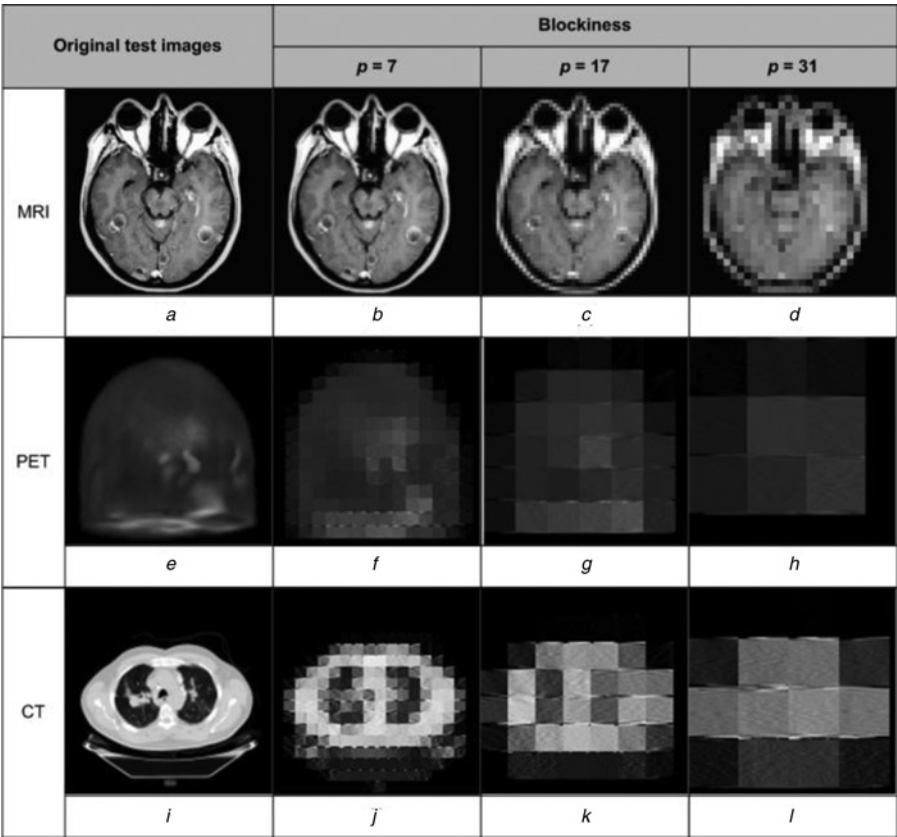 Original test images
Blockiness
p = 7
p = 17
p = 31
MRI
a
b
c
d
PET
e
f
g
h
CT
i
j
k
l